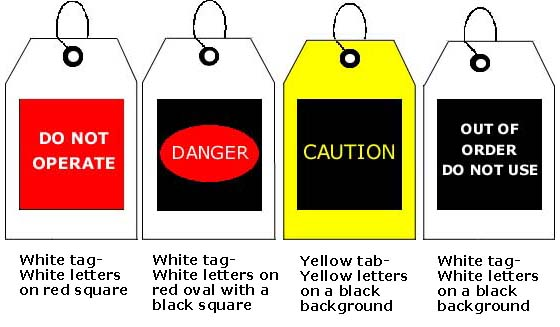 DO NOT
OPERATE
DANGER
CAUTION
OUT OF
ORDER
DO NOT USE
White tag-
White letters
on red square
White tag-
White letters on
red oval with a
black square
Yellow tab-
Yellow letters
on a black
background
White tag-
White letters
on a black
background